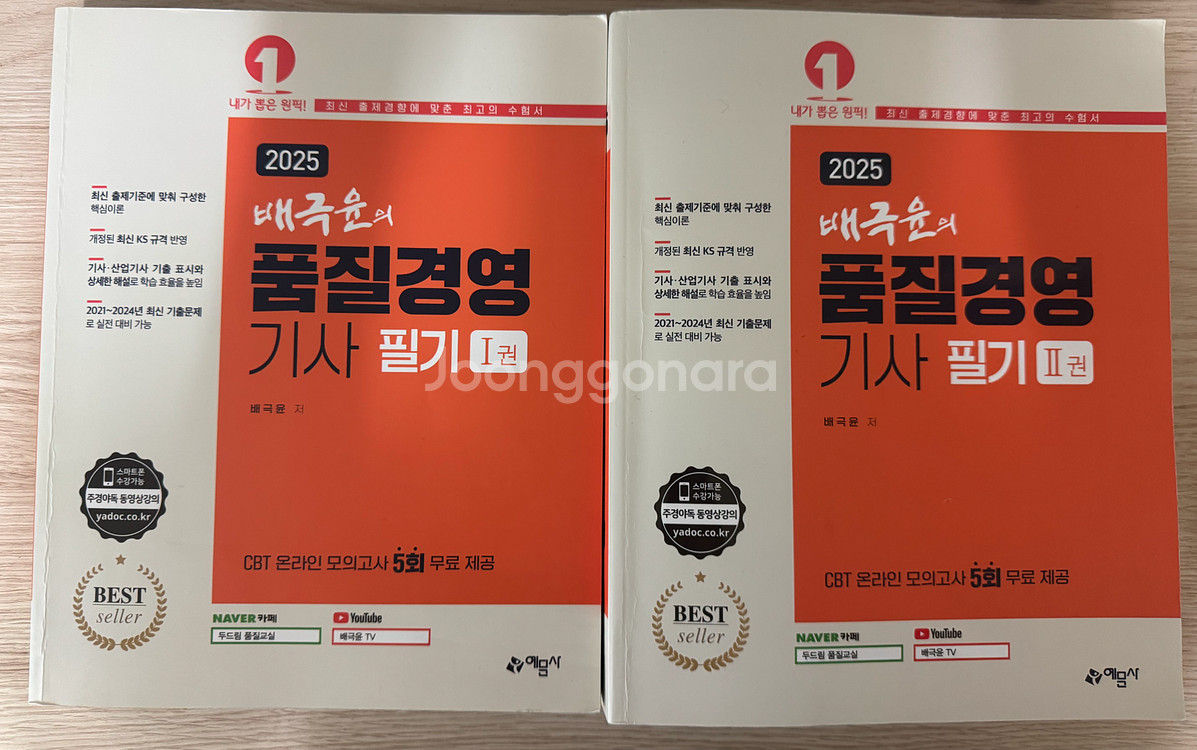 1
내가 뽑은 원픽!
최신 출제경향에 맞춘 최고의 수험서
2025
배극윤의
품질경영
기사 필기 Ⅰ권
배극윤 저
최신 출제기준에 맞춰 구성한
핵심이론
개정된 최신 KS 규격 반영
기사·산업기사 기출 표시와
상세한 해설로 학습 효율을 높임
2021~2024년 최신 기출문제
로 실전 대비 가능
스마트폰
수강가능
주경야독 동영상강의
yadoc.co.kr
BEST
seller
CBT 온라인 모의고사 5회 무료 제공
NAVER 카페
두드림 품질교실
YouTube
배극윤 TV
예문사
1
내가 뽑은 원픽!
최신 출제경향에 맞춘 최고의 수험서
2025
배극윤의
품질경영
기사 필기 Ⅱ권
배극윤 저
최신 출제기준에 맞춰 구성한
핵심이론
개정된 최신 KS 규격 반영
기사·산업기사 기출 표시와
상세한 해설로 학습 효율을 높임
2021~2024년 최신 기출문제
로 실전 대비 가능
스마트폰
수강가능
주경야독 동영상강의
yadoc.co.kr
BEST
seller
CBT 온라인 모의고사 5회 무료 제공
NAVER 카페
두드림 품질교실
YouTube
배극윤 TV
예문사
Joonggonara